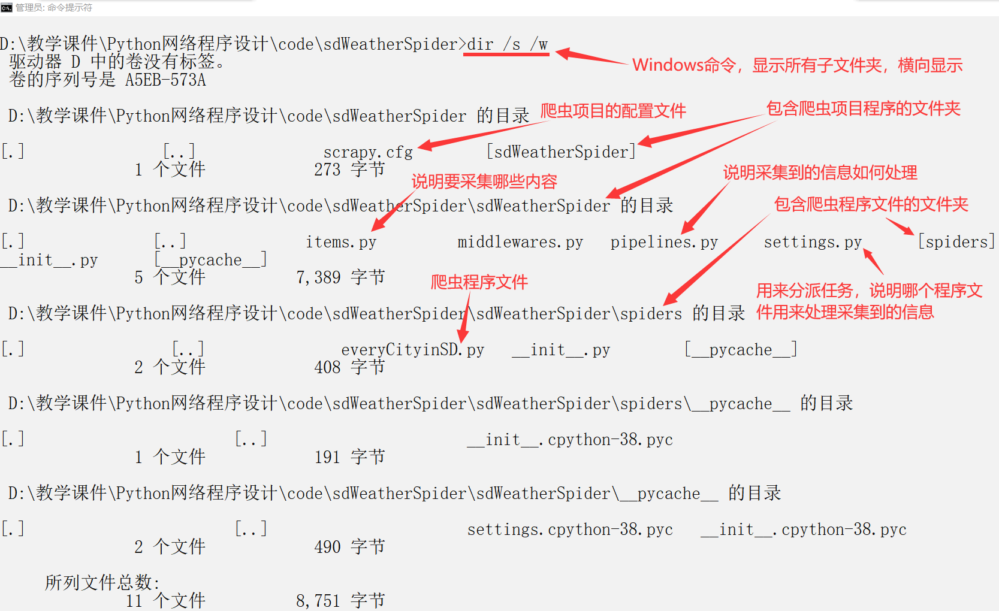 管理员: 命令提示符
D:\教学课件\Python网络程序设计\code\sdWeatherSpider>dir /s /w
驱动器 D 中的卷没有标签。
Windows命令，显示所有子文件夹，横向显示
卷的序列号是 A5EB-573A
D:\教学课件\Python网络程序设计\code\sdWeatherSpider 的目录
爬虫项目的配置文件
包含爬虫项目程序的文件夹
[.] [..] scrapy.cfg [sdWeatherSpider]
1 个文件 273 字节
说明要采集哪些内容
说明采集到的信息如何处理
D:\教学课件\Python网络程序设计\code\sdWeatherSpider\sdWeatherSpider 的目录
包含爬虫程序文件的文件夹
[.] [..] items.py middlewares.py pipelines.py settings.py [spiders]
__init__.py [__pycache__]
5 个文件 7,389 字节
爬虫程序文件
用来分派任务，说明哪个程序文
件用来处理采集到的信息
D:\教学课件\Python网络程序设计\code\sdWeatherSpider\sdWeatherSpider\spiders 的目录
[.] [..] everyCityinSD.py __init__.py [__pycache__]
2 个文件 408 字节
D:\教学课件\Python网络程序设计\code\sdWeatherSpider\sdWeatherSpider\spiders\__pycache__ 的目录
[.] [..] __init__.cpython-38.pyc
1 个文件 191 字节
D:\教学课件\Python网络程序设计\code\sdWeatherSpider\sdWeatherSpider\__pycache__ 的目录
[.] [..] settings.cpython-38.pyc __init__.cpython-38.pyc
2 个文件 490 字节
所列文件总数:
11 个文件 8,751 字节